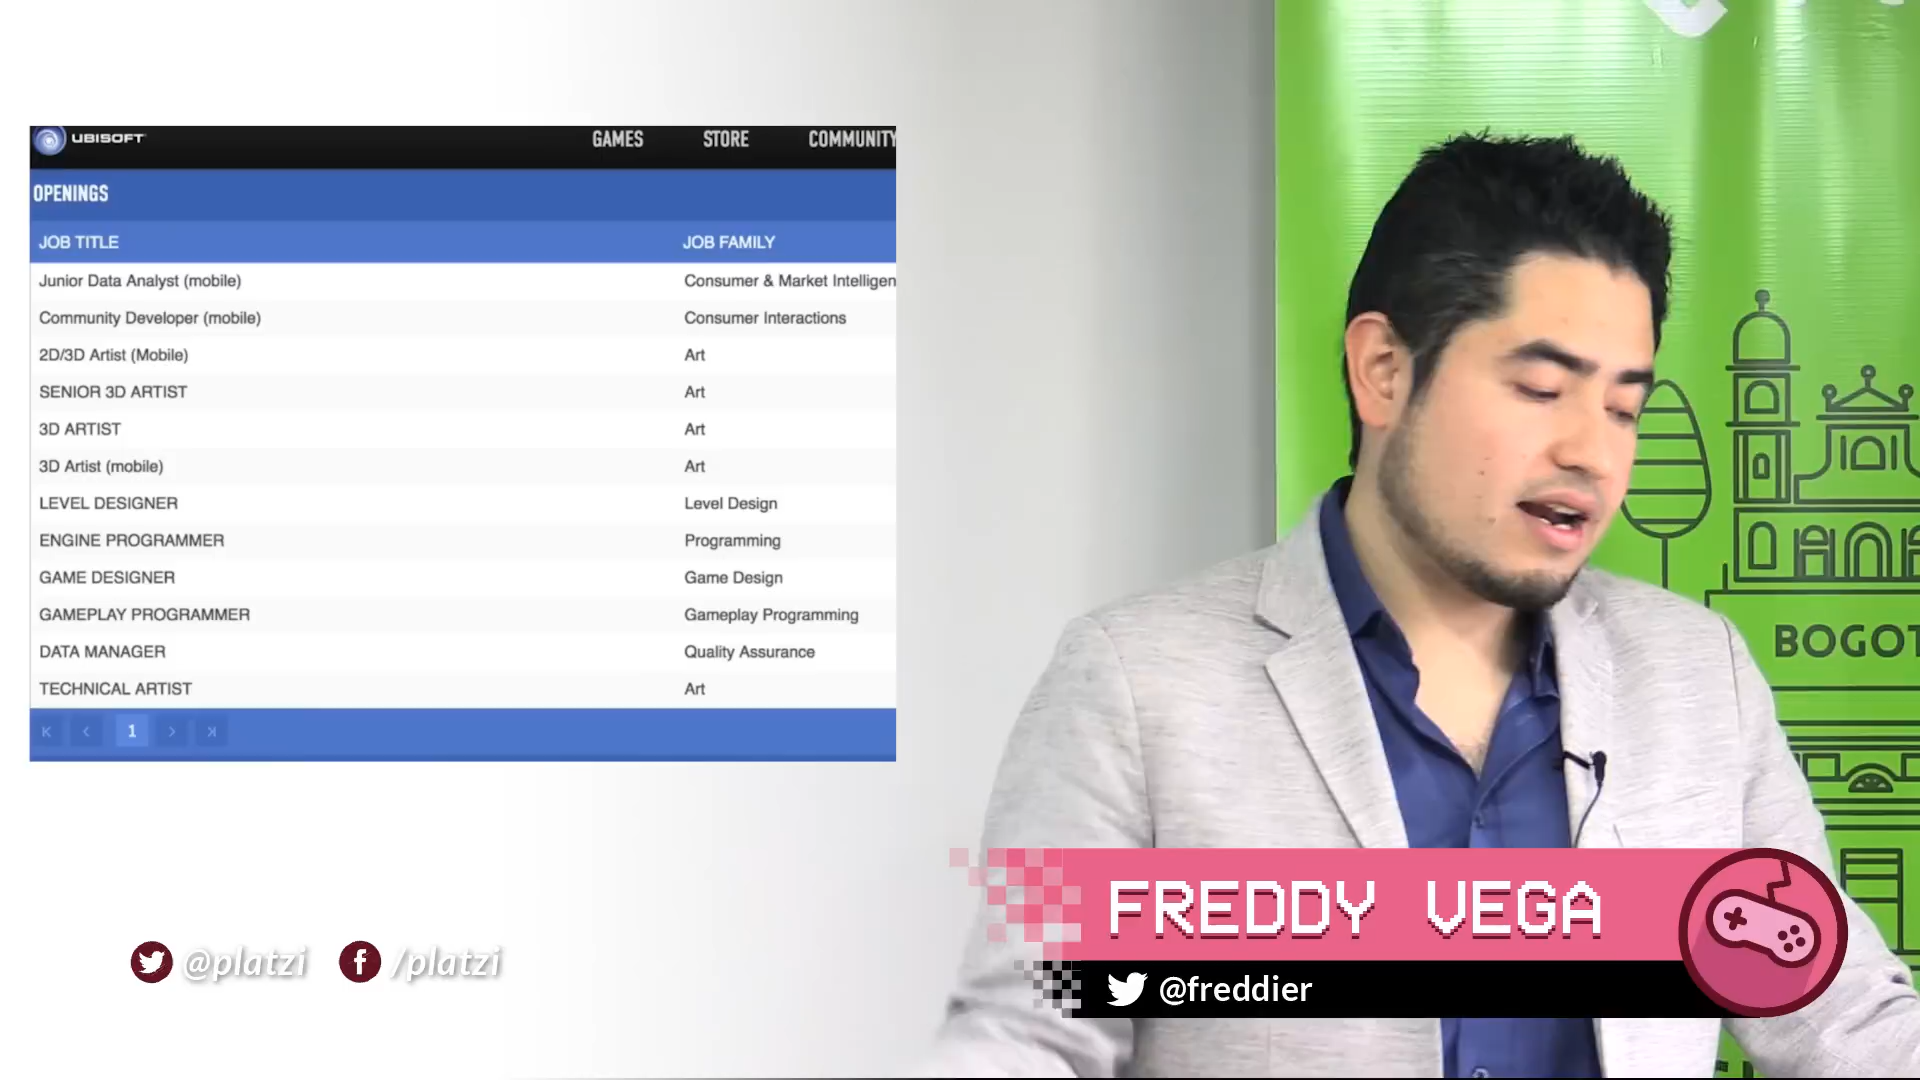 UBISOFT
GAMES STORE COMMUNITY
OPENINGS
JOB TITLE JOB FAMILY
Junior Data Analyst (mobile) Consumer & Market Intelligen
Community Developer (mobile) Consumer Interactions
2D/3D Artist (Mobile) Art
SENIOR 3D ARTIST Art
3D ARTIST Art
3D Artist (mobile) Art
LEVEL DESIGNER Level Design
ENGINE PROGRAMMER Programming
GAME DESIGNER Game Design
GAMEPLAY PROGRAMMER Gameplay Programming
DATA MANAGER Quality Assurance
TECHNICAL ARTIST Art
1
BOGOT
FREDDY VEGA
@freddier
@platzi /platzi